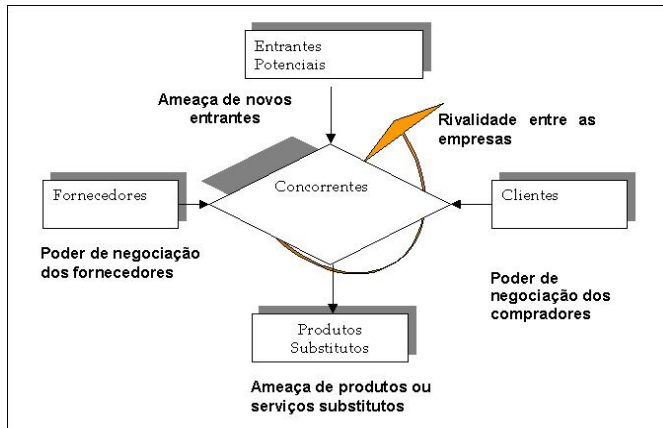 Entrantes
Potenciais
Ameaça de novos
entrantes
Rivalidade entre as
empresas
Concorrentes
Fornecedores
Clientes
Poder de negociação
dos fornecedores
Poder de
negociação dos
compradores
Produtos
Substitutos
Ameaça de produtos ou
serviços substitutos